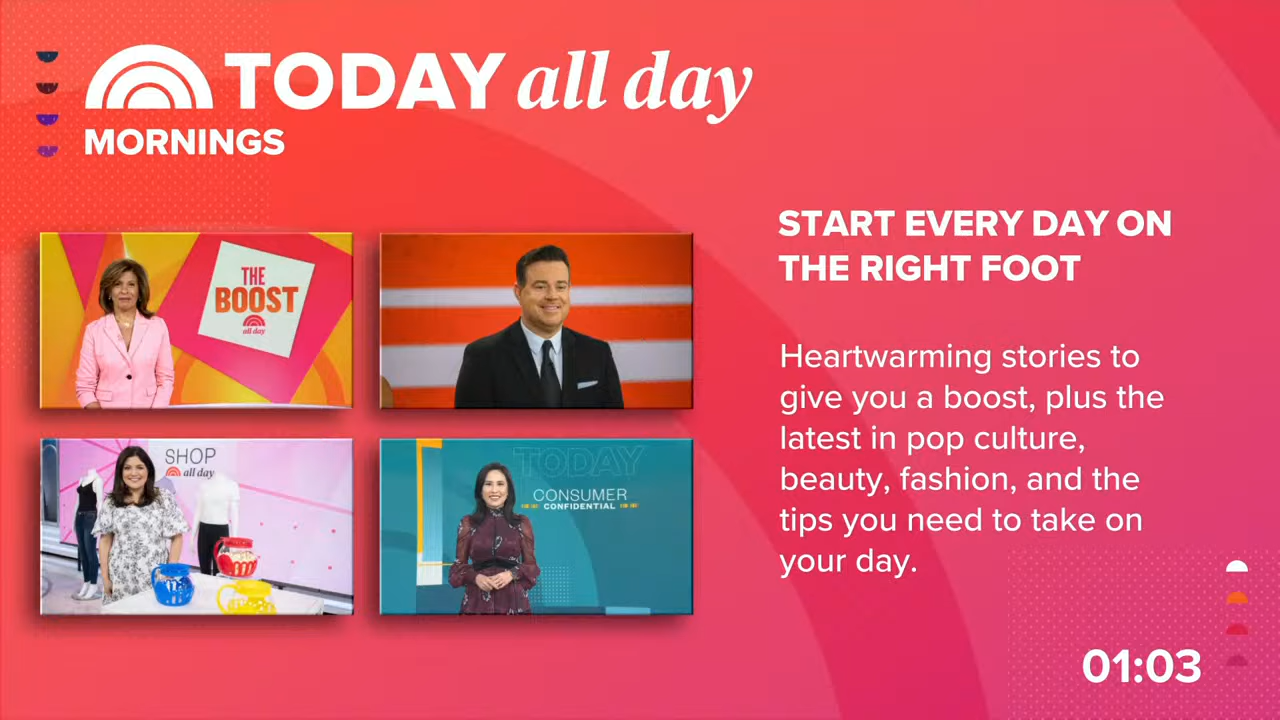 TODAY all day
MORNINGS
START EVERY DAY ON
THE RIGHT FOOT
THE
BOOST
all day
SHOP
all day
TODAY
CONSUMER
CONFIDENTIAL
Heartwarming stories to
give you a boost, plus the
latest in pop culture,
beauty, fashion, and the
tips you need to take on
your day.
01:03